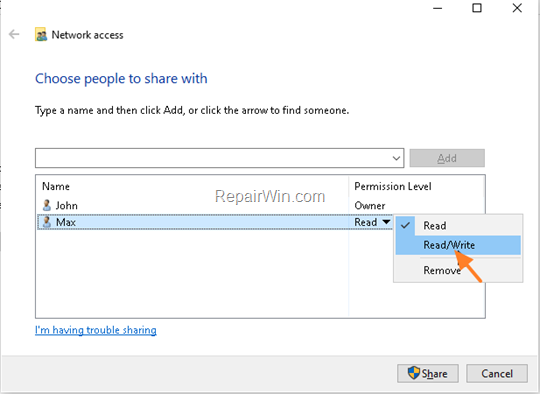 Network access
Choose people to share with
Type a name and then click Add, or click the arrow to find someone.
Add
Name Permission Level
RepairWin.com
John Owner
Max Read
Read
Read/Write
Remove
I'm having trouble sharing
Share Cancel